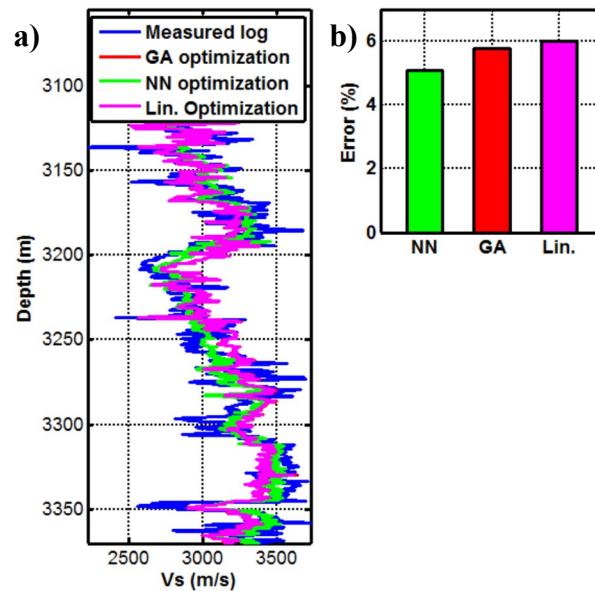 a)
Measured log
GA optimization
NN optimization
Lin. Optimization
3100
3150
3200
3250
3300
3350
Depth (m)
2500 3000 3500
Vs (m/s)
b)
6
4
2
0
Error (%)
NN GA Lin.